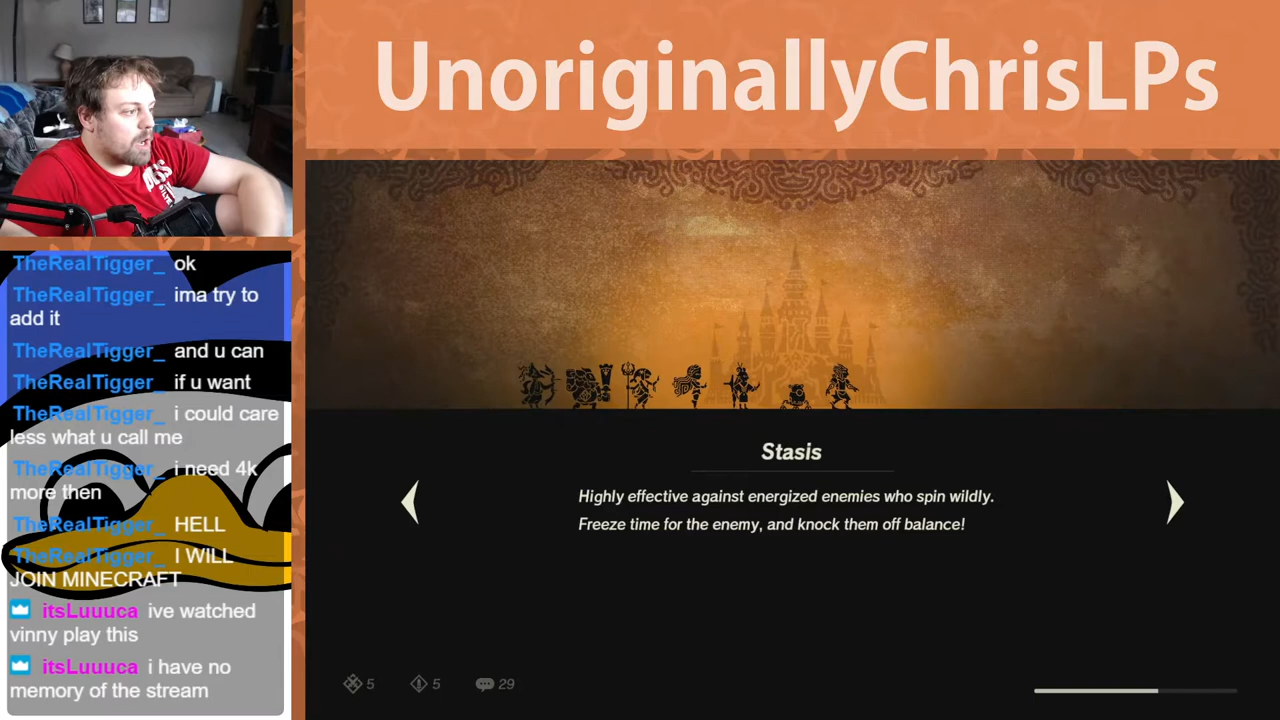 UnoriginallyChrisLPs
TheRealTigger_ ok
TheRealTigger_ ima try to
add it
TheRealTigger_ and u can
TheRealTigger_ if u want
TheRealTigger_ i could care
less what u call me
TheRealTigger_ i need 4k
more then
TheRealTigger_ HELL
TheRealTigger_ I WILL
JOIN MINECRAFT
itsLuuuca ive watched
vinny play this
itsLuuuca i have no
memory of the stream
Stasis
Highly effective against energized enemies who spin wildly.
Freeze time for the enemy, and knock them off balance!
5 5 29